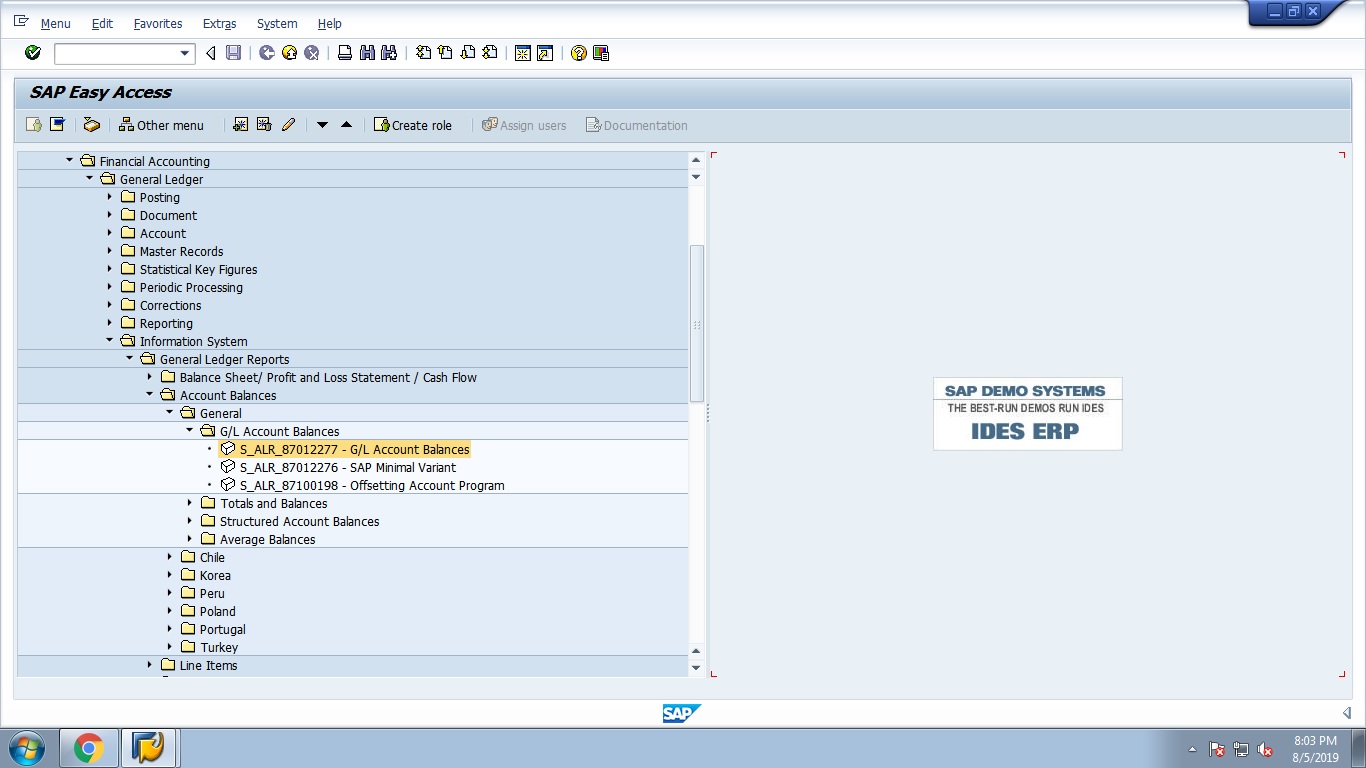 Menu Edit Favorites Extras System Help
SAP Easy Access
Other menu Create role Assign users Documentation
Financial Accounting
General Ledger
Posting
Document
Account
Master Records
Statistical Key Figures
Periodic Processing
Corrections
Reporting
Information System
General Ledger Reports
Balance Sheet/ Profit and Loss Statement / Cash Flow
Account Balances
General
G/L Account Balances
S_ALR_87012277 - G/L Account Balances
S_ALR_87012276 - SAP Minimal Variant
S_ALR_87100198 - Offsetting Account Program
Totals and Balances
Structured Account Balances
Average Balances
Chile
Korea
Peru
Poland
Portugal
Turkey
Line Items
SAP DEMO SYSTEMS
THE BEST-RUN DEMOS RUN IDES
IDES ERP
SAP
8:03 PM
8/5/2019